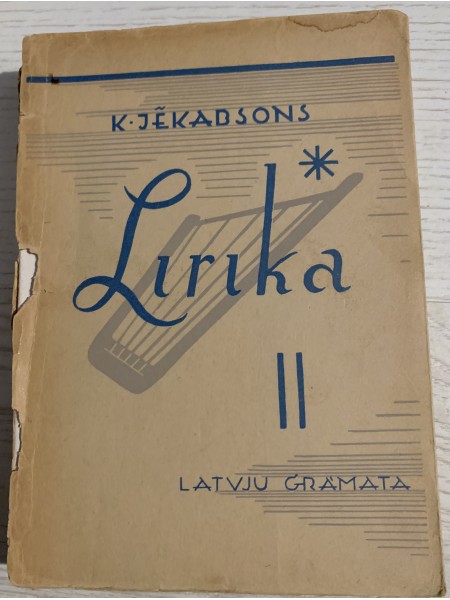 K·JĒKABSONS
Lirika
II
LATVJU GRĀMATA